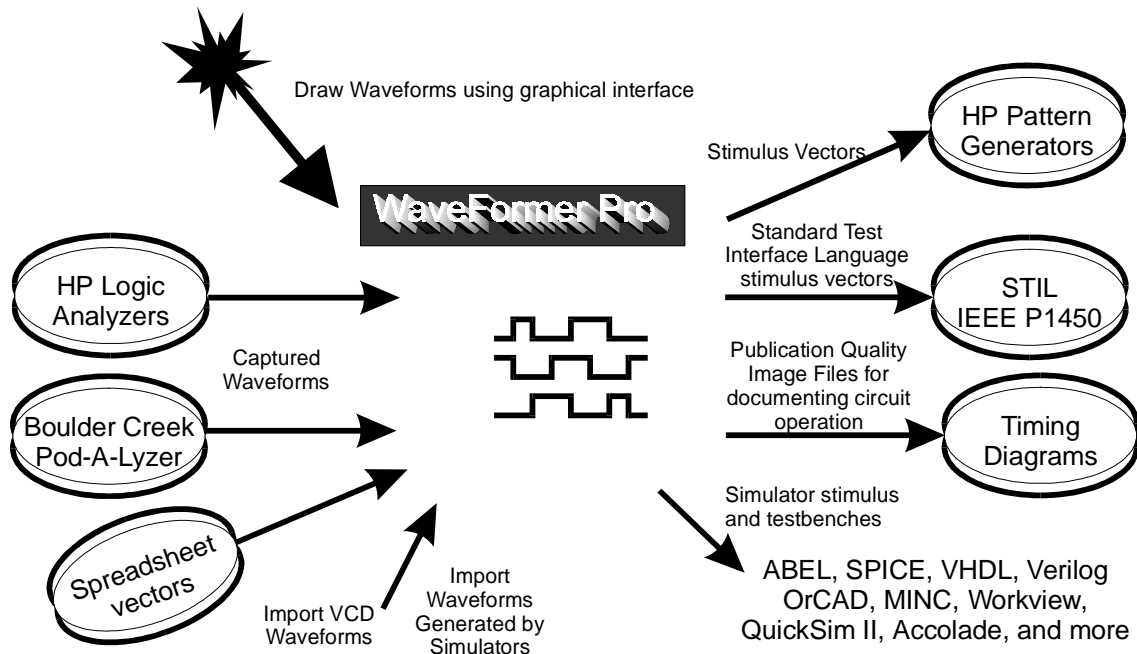 Draw Waveforms using graphical interface
HP Pattern
Generators
Stimulus Vectors
WaveFormer Pro
Standard Test
Interface Language
stimulus vectors
HP Logic
Analyzers
STIL
IEEE P1450
Captured
Waveforms
Publication Quality
Image Files for
documenting circuit
operation
Boulder Creek
Pod-A-Lyzer
Timing
Diagrams
Spreadsheet
vectors
Simulator stimulus
and testbenches
Import VCD
Waveforms
Import
Waveforms
Generated by
Simulators
ABEL, SPICE, VHDL, Verilog
OrCAD, MINC, Workview,
QuickSim II, Accolade, and more